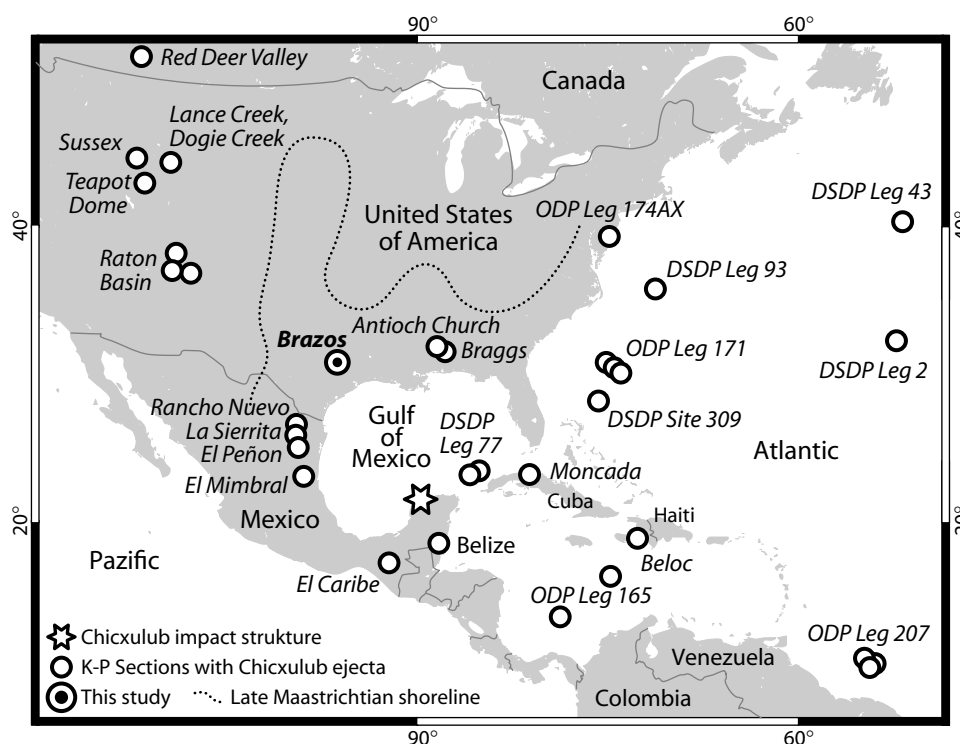 90°
60°
Red Deer Valley
Canada
Lance Creek,
Dogie Creek
Sussex
Teapot
Dome
DSDP Leg 43
40°
United States
of America
ODP Leg 174AX
40°
Raton
Basin
DSDP Leg 93
Brazos
Antioch Church
Braggs
ODP Leg 171
DSDP Leg 2
Rancho Nuevo
La Sierrita
El Peñon
El Mimbral
Gulf
of
Mexico
DSDP
Leg 77
DSDP Site 309
Atlantic
Moncada
Cuba
20°
Mexico
Haiti
20°
Pazific
Belize
Beloc
El Caribe
ODP Leg 165
Chicxulub impact strukture
K-P Sections with Chicxulub ejecta
This study
Late Maastrichtian shoreline
ODP Leg 207
Venezuela
Colombia
90°
60°